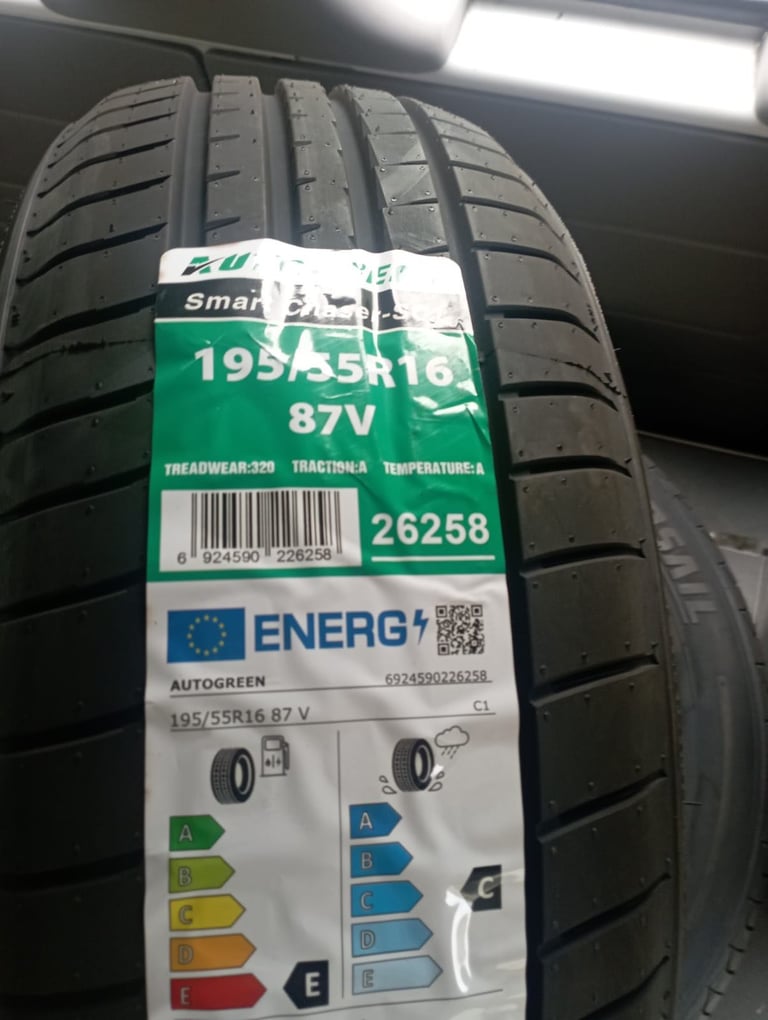 Smart
195/55R16
87V
TREADWEAR:320 TRACTION:A TEMPERATURE:A
6 924590 226258
26258
ENERG
AUTOGREEN 6924590226258
195/55R16 87 V C1
A A
B B
C C C
D D
E E E
SAIL